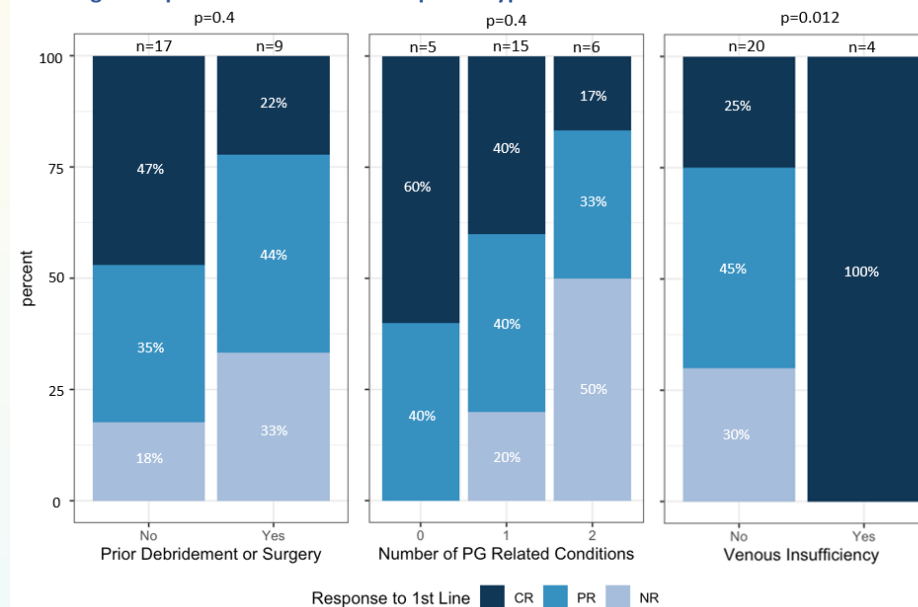 p=0.4
p=0.4
p=0.012
n=17
n=9
n=5
n=15
n=6
n=20
n=4
percent
100
75
50
25
0
47%
35%
18%
22%
44%
33%
60%
40%
40%
40%
20%
17%
33%
50%
25%
45%
30%
100%
No
Yes
0
1
2
No
Yes
Prior Debridement or Surgery
Number of PG Related Conditions
Venous Insufficiency
Response to 1st Line CR PR NR